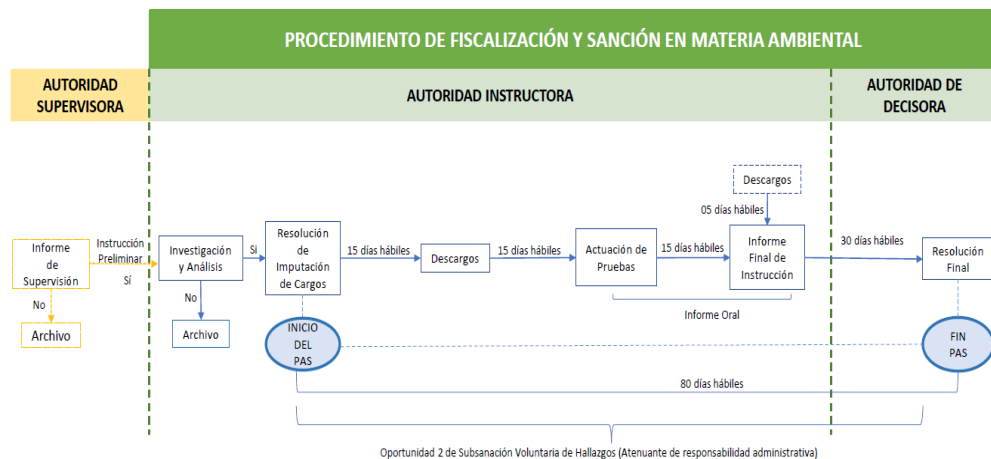 PROCEDIMIENTO DE FISCALIZACIÓN Y SANCIÓN EN MATERIA AMBIENTAL
AUTORIDAD
SUPERVISORA
AUTORIDAD INSTRUCTORA
AUTORIDAD DE
DECISORA
Informe
de
Supervisión
No
Archivo
Instrucción
Preliminar
Sí
Investigación
y Análisis
No
Archivo
Si
Resolución
de
Imputación
de Cargos
15 días hábiles
Descargos
15 días hábiles
Actuación de
Pruebas
15 días hábiles
Descargos
05 días hábiles
Informe
Final de
Instrucción
Informe Oral
30 días hábiles
Resolución
Final
INICIO
DEL
PAS
FIN
PAS
80 días hábiles
Oportunidad 2 de Subsanación Voluntaria de Hallazgos (Atenuante de responsabilidad administrativa)